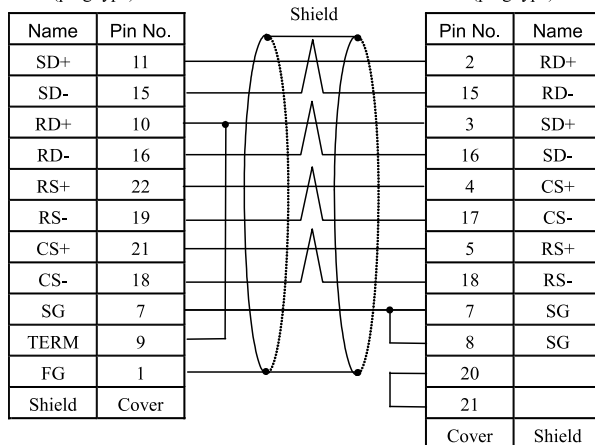 Shield
Name Pin No. Pin No. Name
SD+ 11 2 RD+
SD- 15 15 RD-
RD+ 10 3 SD+
RD- 16 16 SD-
RS+ 22 4 CS+
RS- 19 17 CS-
CS+ 21 5 RS+
CS- 18 18 RS-
SG 7 7 SG
TERM 9 8 SG
FG 1 20
Shield Cover 21
Cover Shield